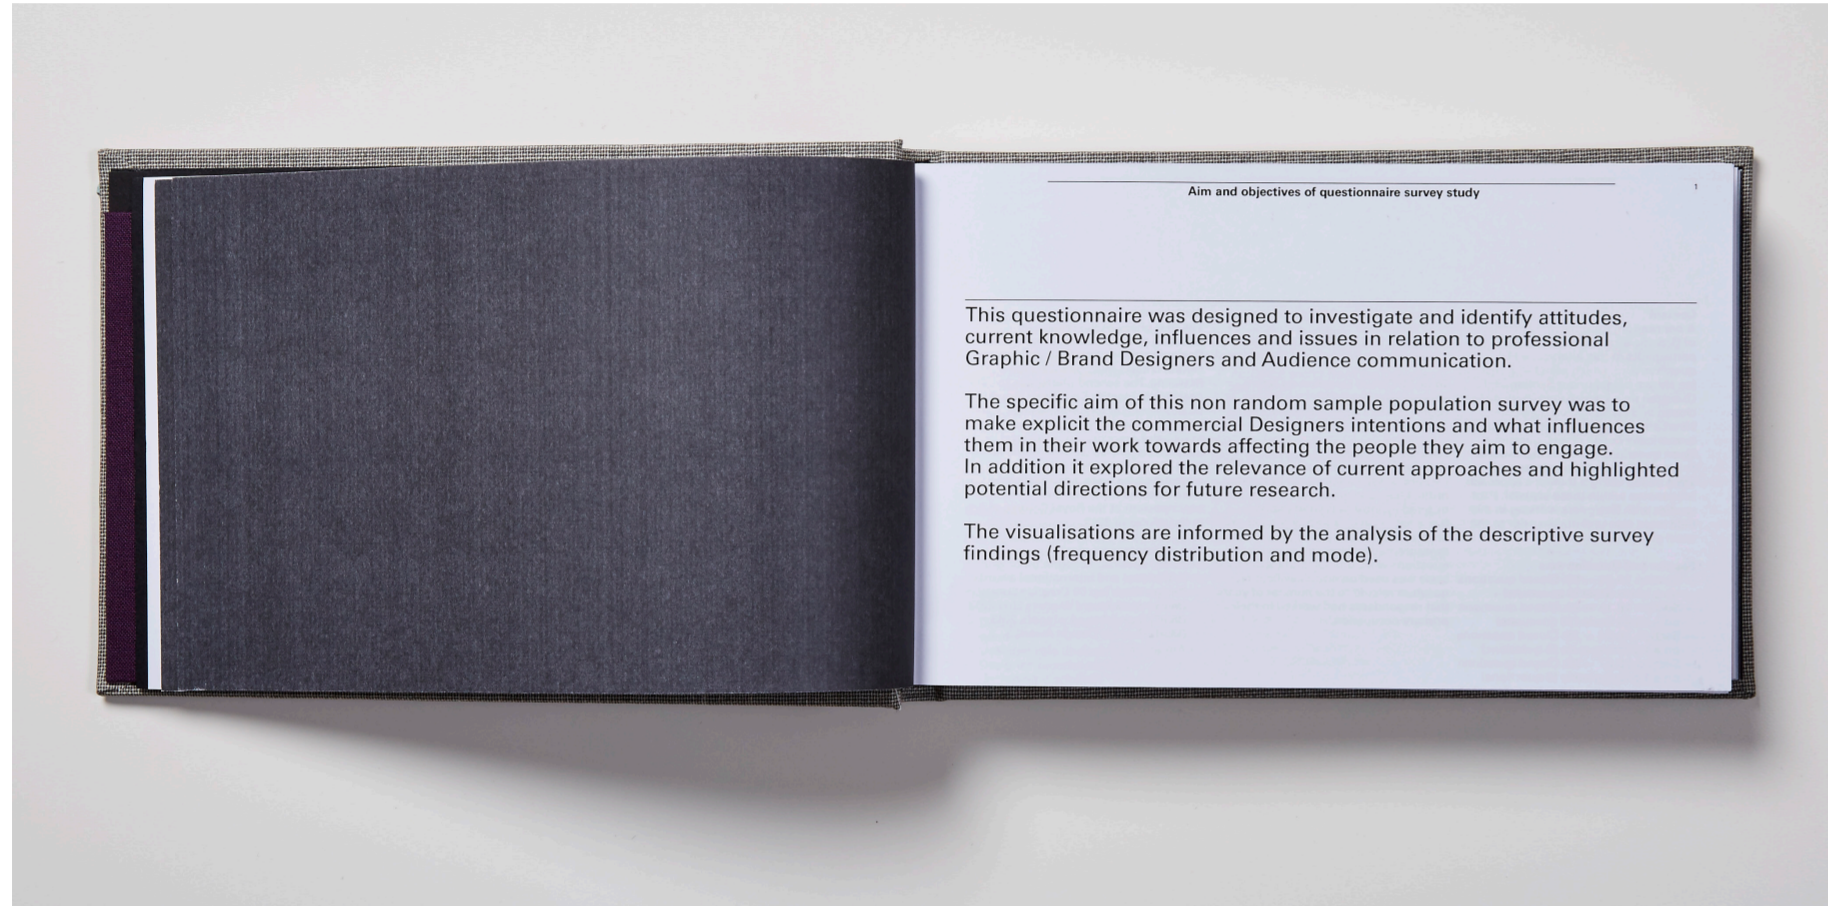 Aim and objectives of questionnaire survey study
1
This questionnaire was designed to investigate and identify attitudes,
current knowledge, influences and issues in relation to professional
Graphic / Brand Designers and Audience communication.
The specific aim of this non random sample population survey was to
make explicit the commercial Designers intentions and what influences
them in their work towards affecting the people they aim to engage.
In addition it explored the relevance of current approaches and highlighted
potential directions for future research.
The visualisations are informed by the analysis of the descriptive survey
findings (frequency distribution and mode).